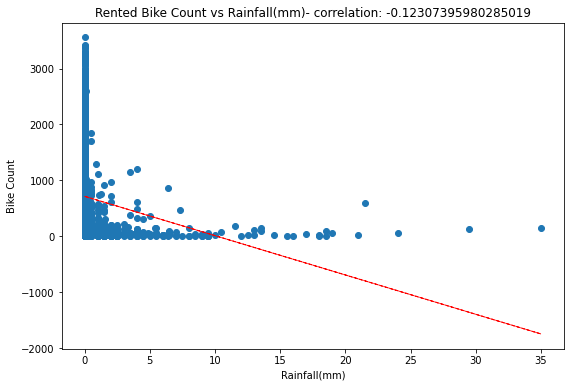 Rented Bike Count vs Rainfall(mm)- correlation: -0.12307395980285019
3000
2000
1000
0
−1000
−2000
Bike Count
0 5 10 15 20 25 30 35
Rainfall(mm)